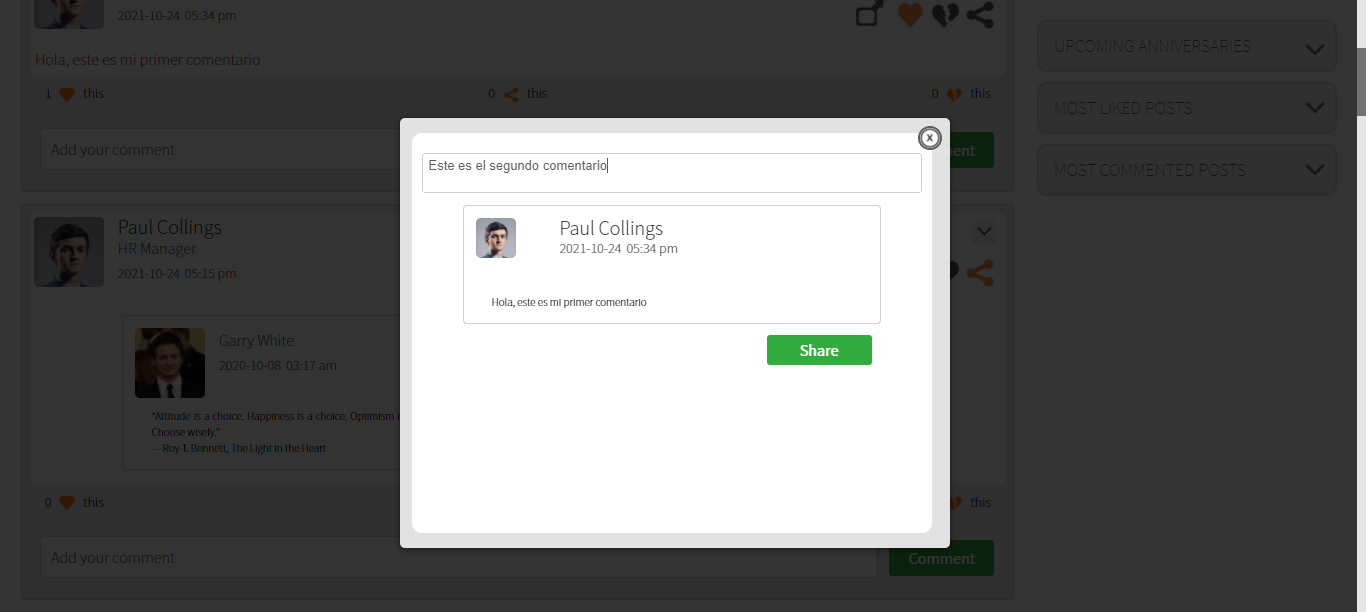 2021-10-24 05:34 pm
Hola, este es mi primer comentario
1 this
0 this
0 this
Add your comment
ent
UPCOMING ANNIVERSARIES
MOST LIKED POSTS
MOST COMMENTED POSTS
x
Este es el segundo comentario
Paul Collings
2021-10-24 05:34 pm
Hola, este es mi primer comentario
Share
Paul Collings
HR Manager
2021-10-24 05:15 pm
Garry White
2020-10-08 03:17 am
"Attitude is a choice. Happiness is a choice. Optimism
Choose wisely."
― Roy T. Bennett, The Light in the Heart
0 this
this
Add your comment
Comment